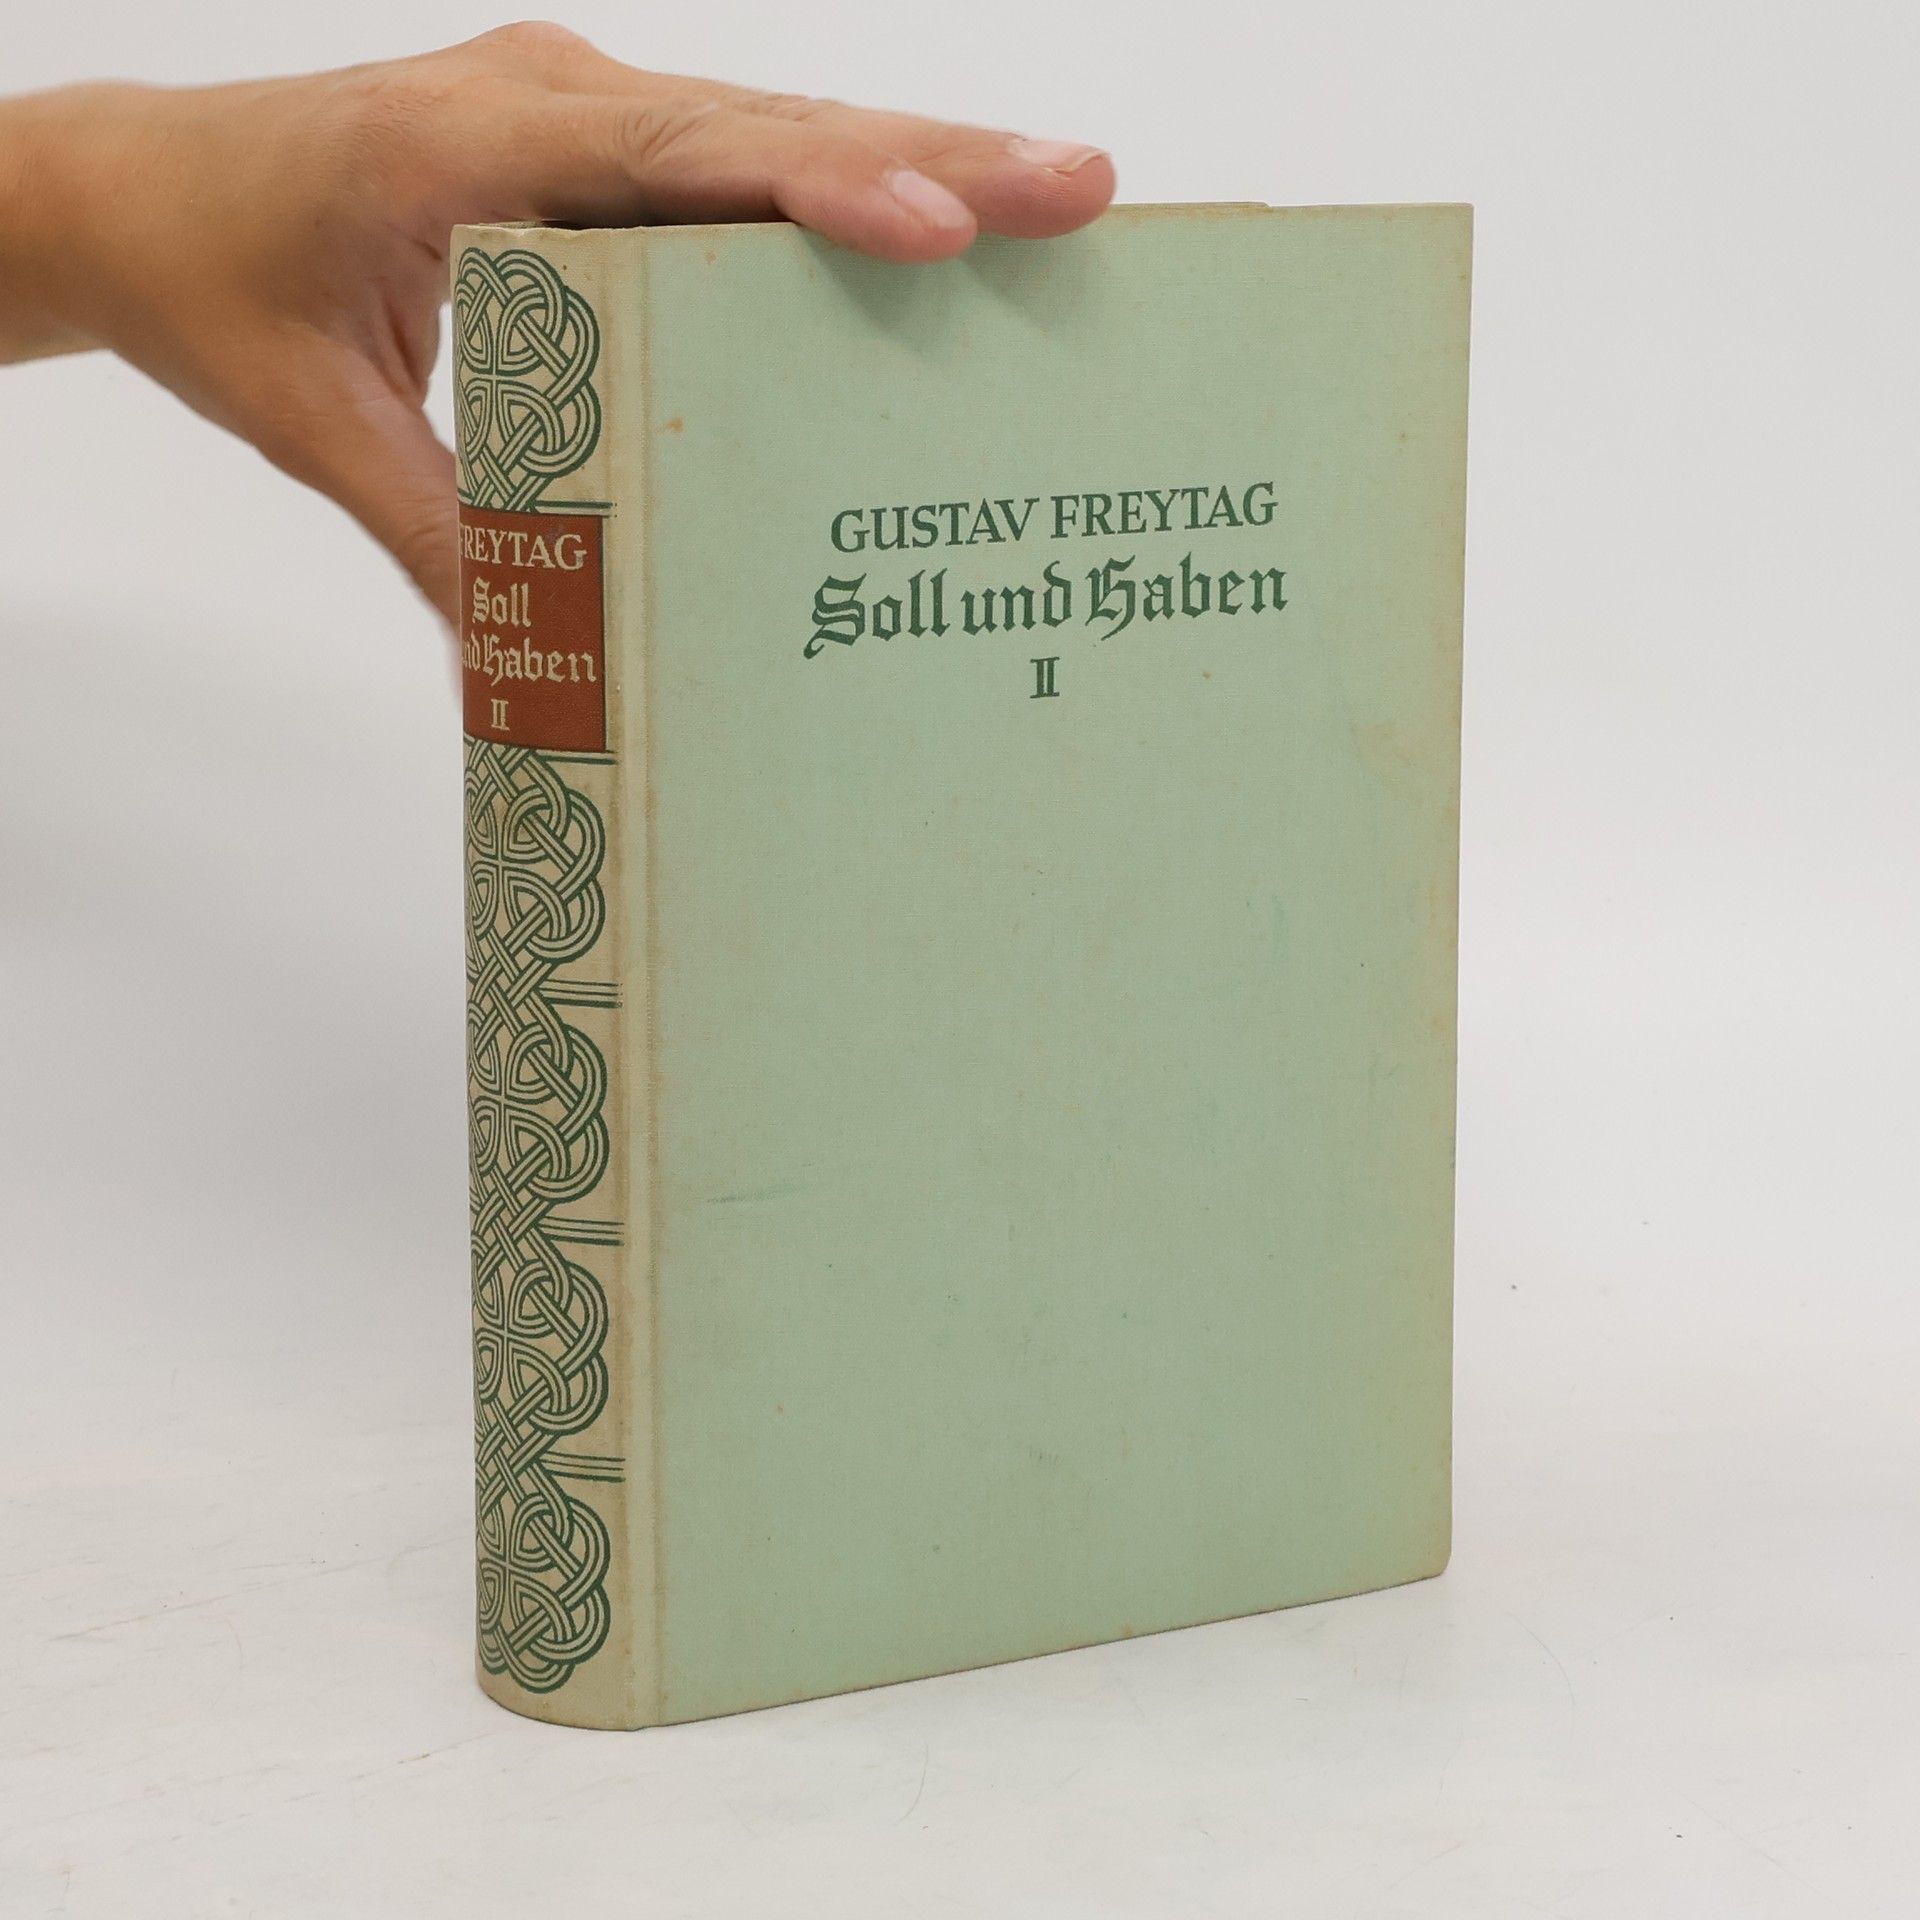 GUSTAV FREYTAG
Soll und Haben
II
FREYTAG
Soll
und Haben
II